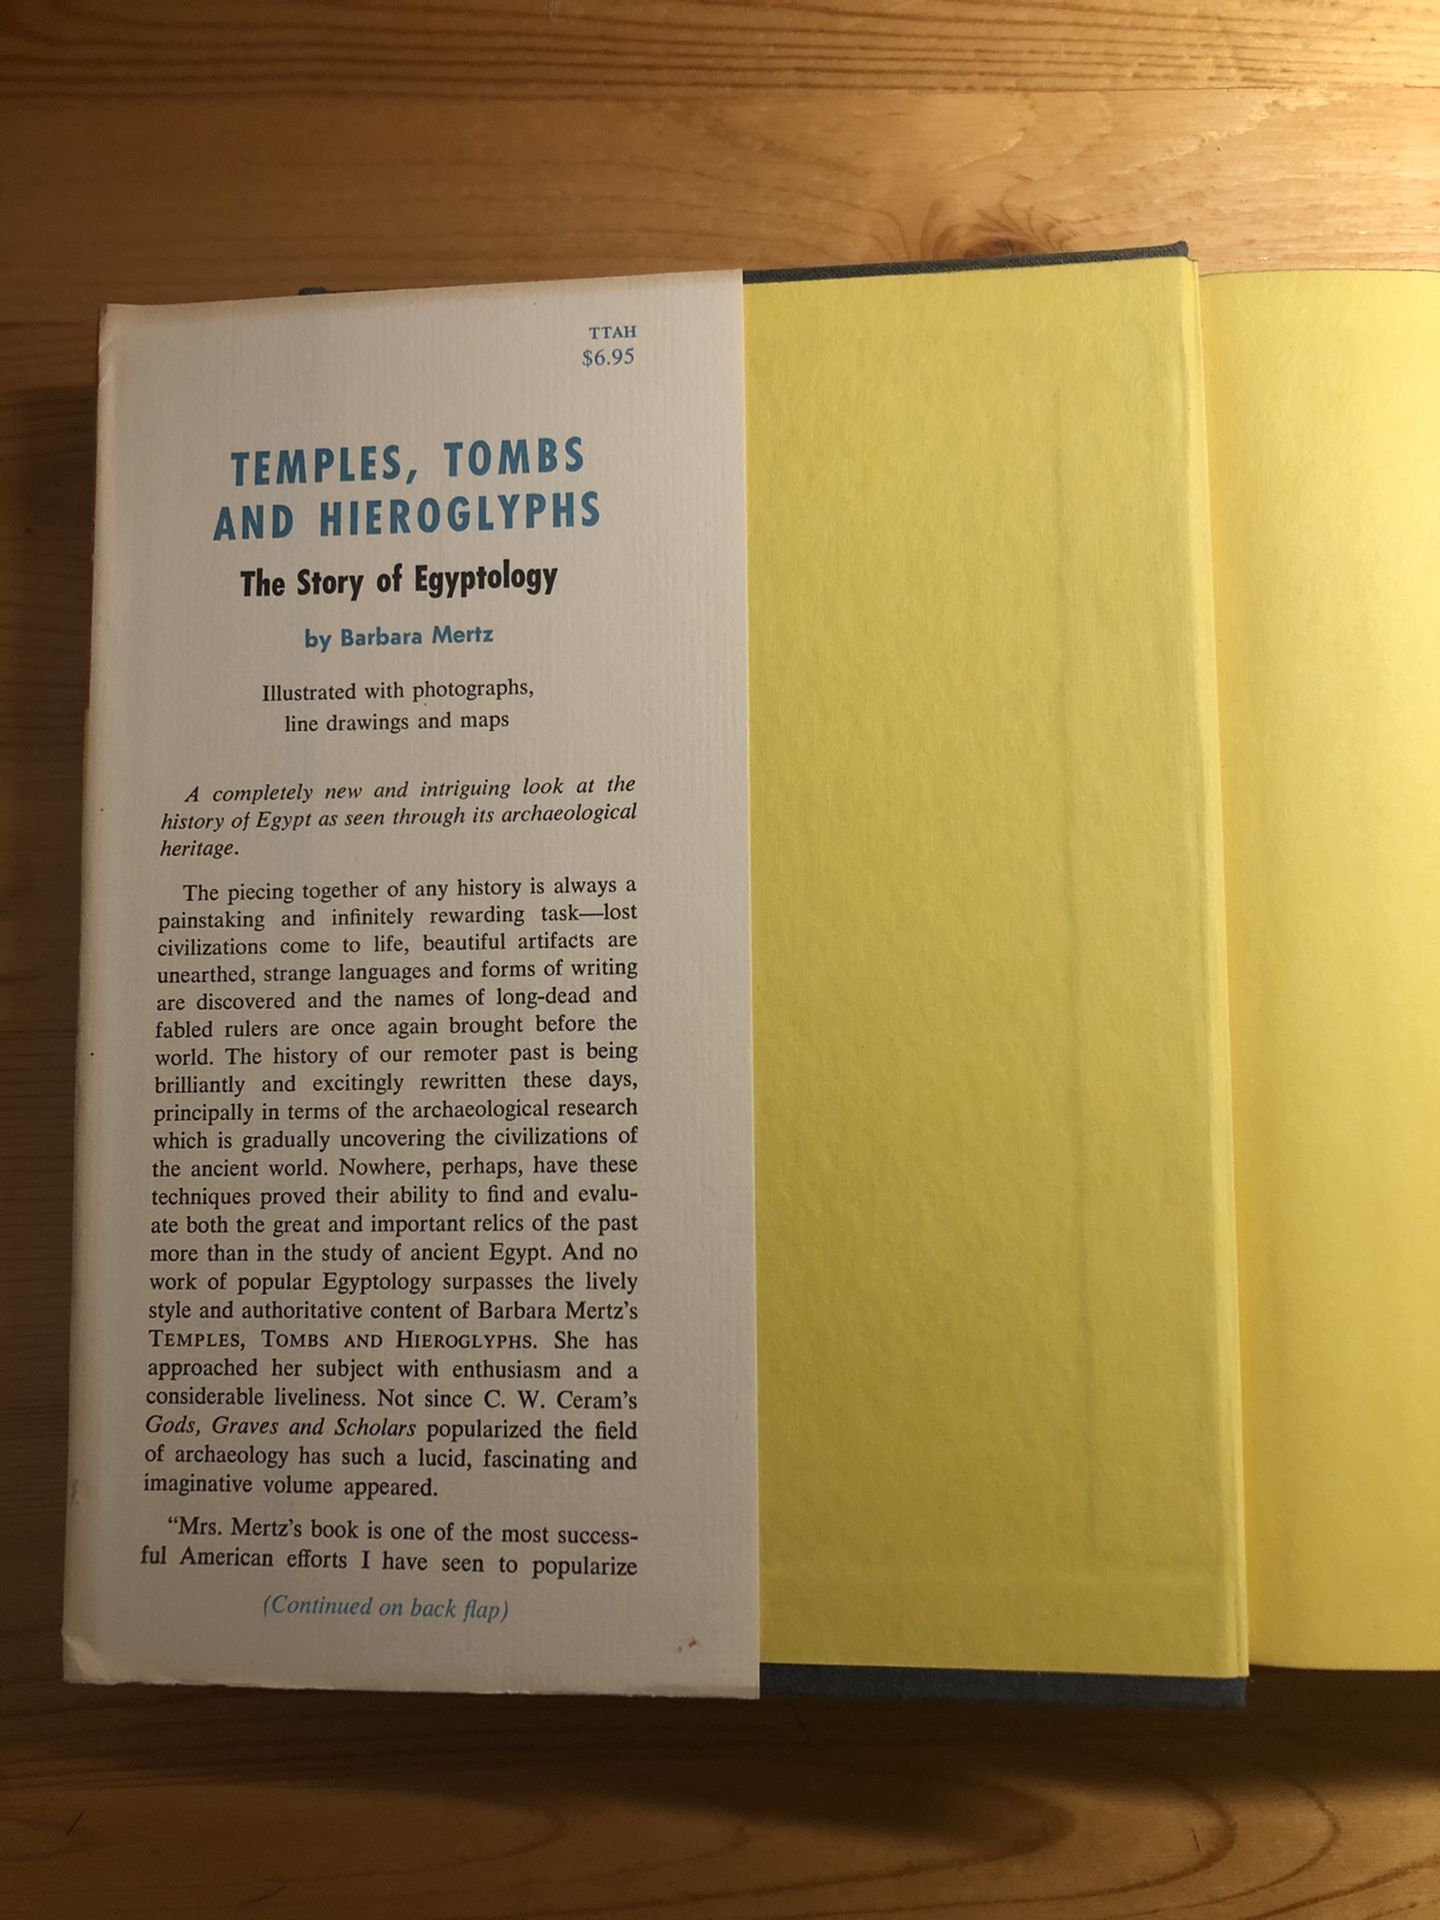 TTAH
$6.95
TEMPLES, TOMBS
AND HIEROGLYPHS
The Story of Egyptology
by Barbara Mertz
Illustrated with photographs,
line drawings and maps
A completely new and intriguing look at the
history of Egypt as seen through its archaeological
heritage.
The piecing together of any history is always a
painstaking and infinitely rewarding task—lost
civilizations come to life, beautiful artifacts are
unearthed, strange languages and forms of writing
are discovered and the names of long-dead and
fabled rulers are once again brought before the
world. The history of our remoter past is being
brilliantly and excitingly rewritten these days,
principally in terms of the archaeological research
which is gradually uncovering the civilizations of
the ancient world. Nowhere, perhaps, have these
techniques proved their ability to find and evalu-
ate both the great and important relics of the past
more than in the study of ancient Egypt. And no
work of popular Egyptology surpasses the lively
style and authoritative content of Barbara Mertz's
TEMPLES, TOMBS AND HIEROGLYPHS. She has
approached her subject with enthusiasm and a
considerable liveliness. Not since C. W. Ceram's
Gods, Graves and Scholars popularized the field
of archaeology has such a lucid, fascinating and
imaginative volume appeared.
"Mrs. Mertz's book is one of the most success-
ful American efforts I have seen to popularize
(Continued on back flap)